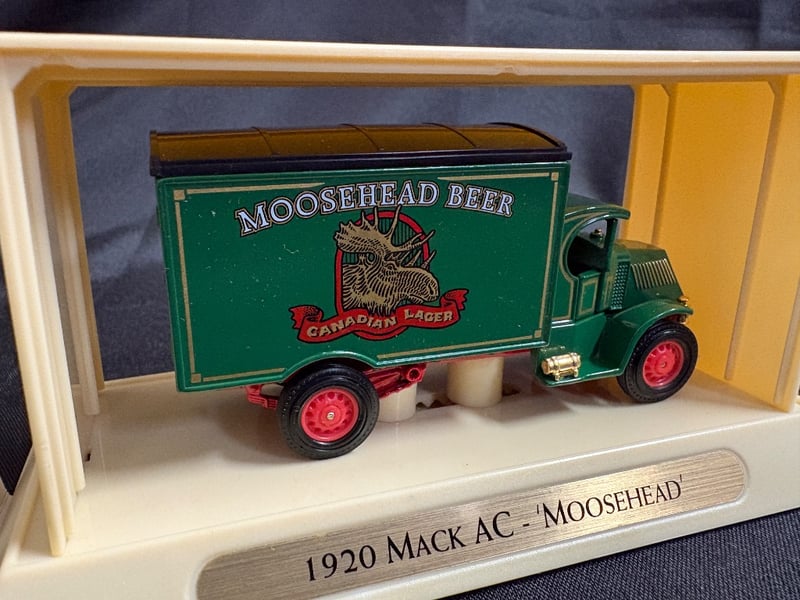 MOOSEHEAD BEER
CANADIAN LAGER
1920 MACK AC - 'MOOSEHEAD'